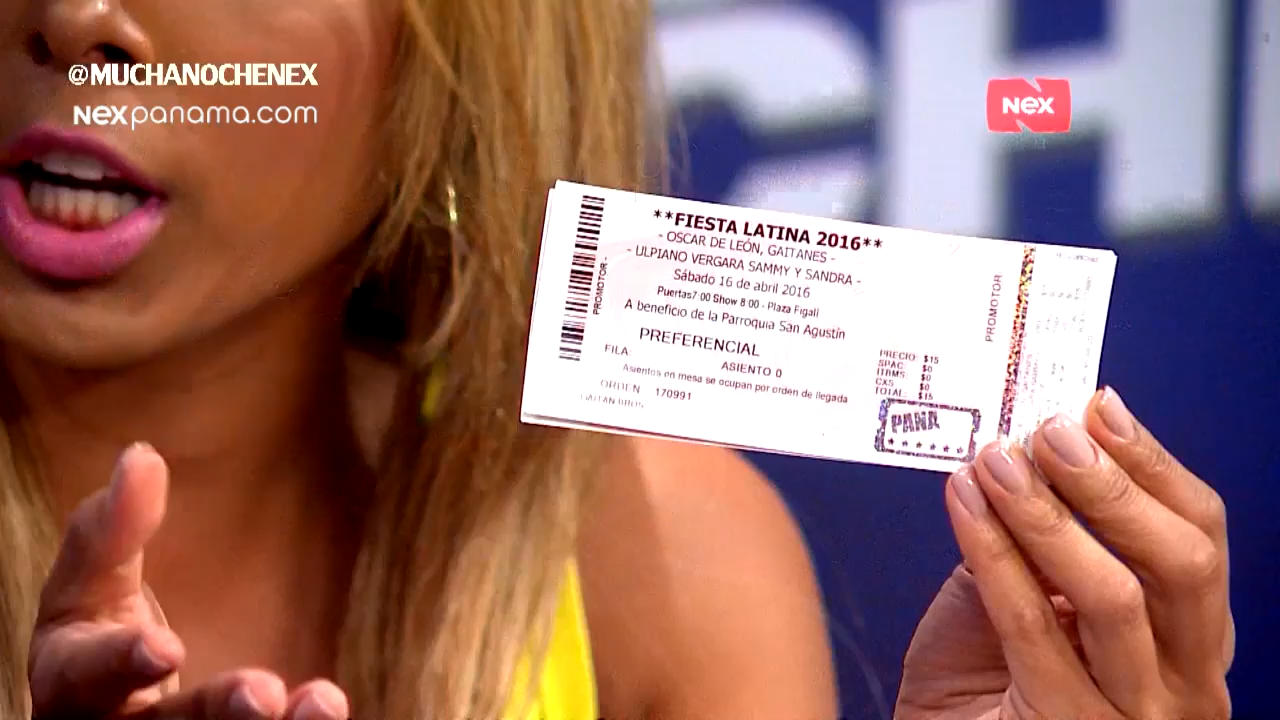 @MUCHANOCHENEX
NEXPANAMA.COM
NEX
**FIESTA LATINA 2016**
- OSCAR DE LEÓN, GAITANES -
- ULPIANO VERGARA SAMMY Y SANDRA -
Sábado 16 de abril 2016
Puertas7:00 Show 8:00 - Plaza Figali
A beneficio de la Parroquia San Agustín
PREFERENCIAL
FILA:
ASIENTO 0
Asientos en mesa se ocupan por orden de llegada
ORDEN 170991
GAITAN BROS
PROMOTOR -
PROMOTOR
PRECIO: $15
SPAC: $0
ITBMS: $0
CXS $0
TOTAL: $15
PANA